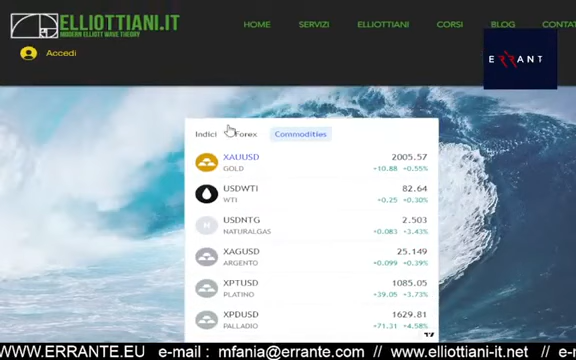 ELLIOTTIANI.IT
MODERN ELLIOTT WAVE THEORY
HOME SERVIZI ELLIOTTIANI CORSI BLOG CONTAT
Accedi
ERRANT
Indici Forex Commodities
XAUUSD 2005.57
GOLD +10.88 +0.55%
USDWTI 82.64
WTI +0.25 +0.30%
USDNTG 2.503
NATURALGAS +0.083 +3.43%
XAGUSD 25.149
ARGENTO +0.099 +0.39%
XPTUSD 1085.05
PLATINO +39.05 +3.73%
XPDUSD 1629.81
PALLADIO +71.31 +4.58%
WWW.ERRANTE.EU e-mail : mfania@errante.com // www.elliottiani-it.net // e-